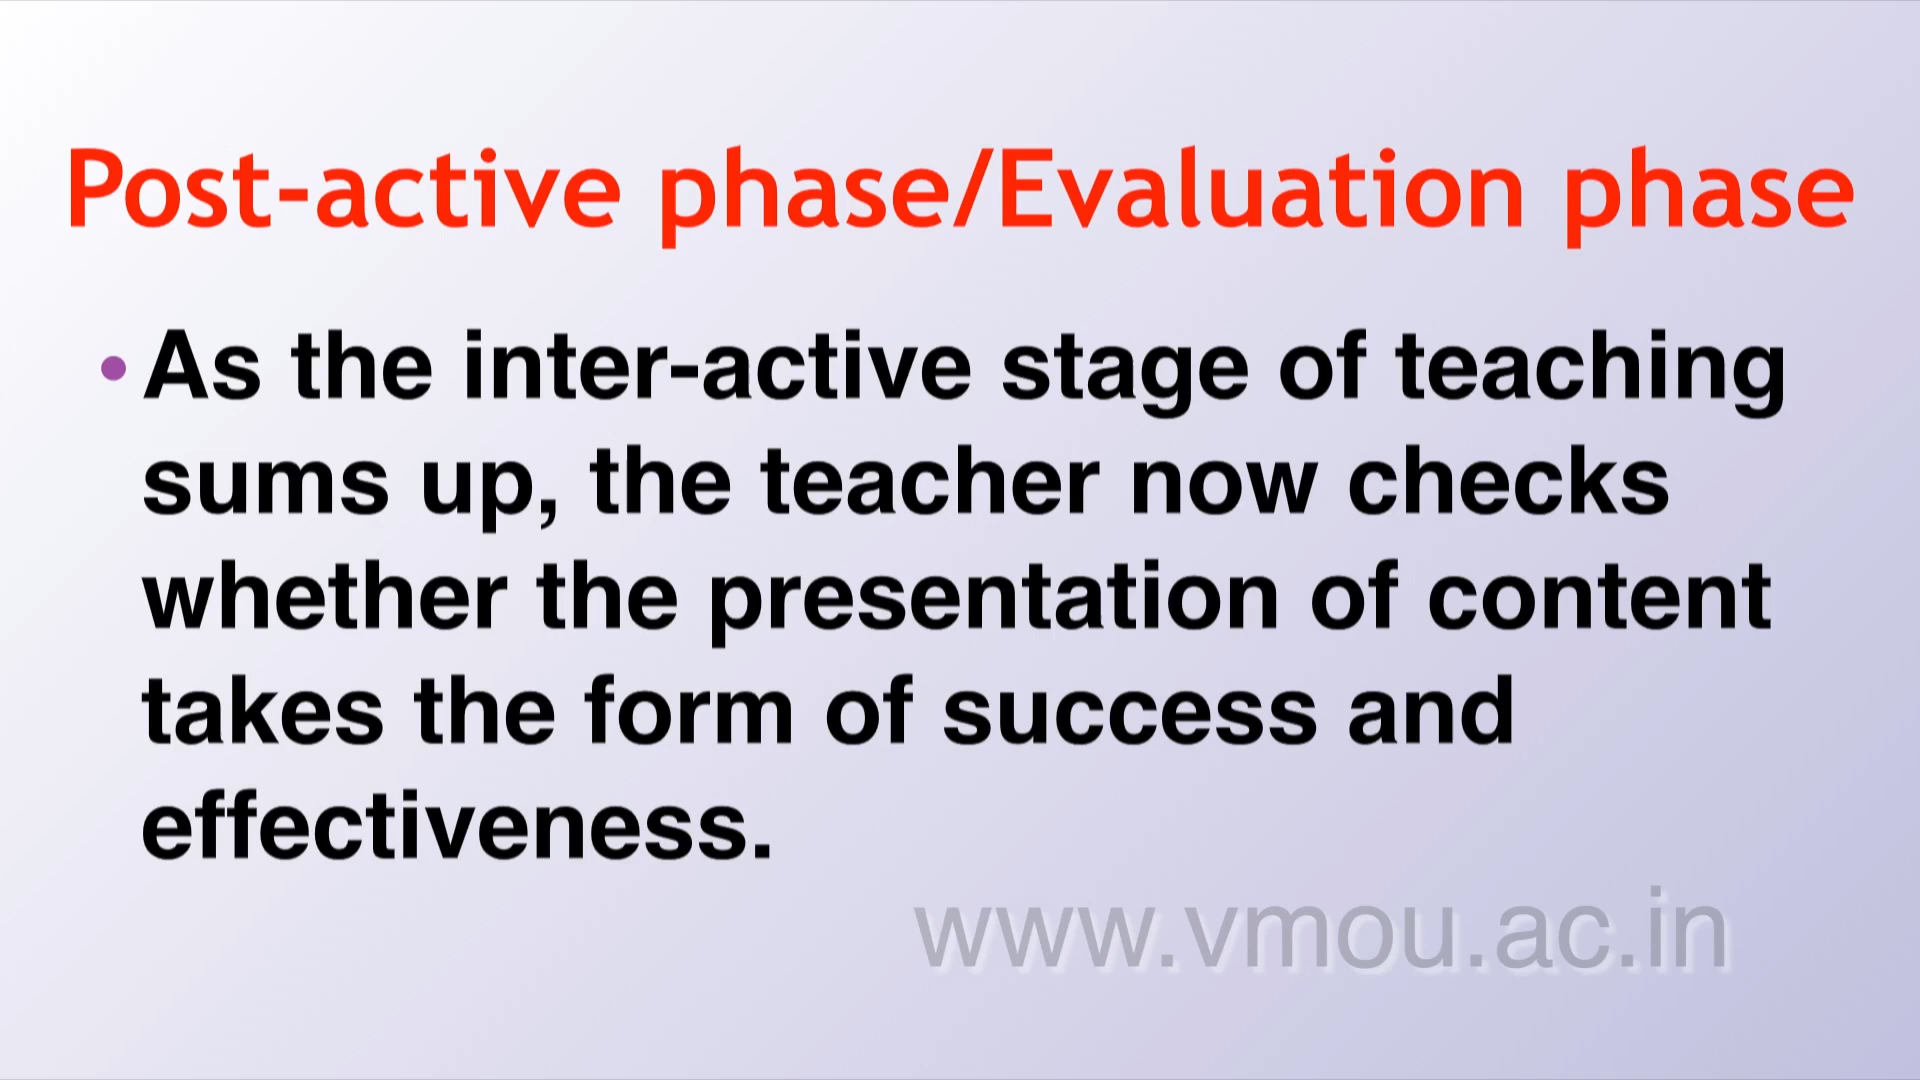 Post-active phase/Evaluation phase
• As the inter-active stage of teaching
sums up, the teacher now checks
whether the presentation of content
takes the form of success and
effectiveness.
www.vmou.ac.in